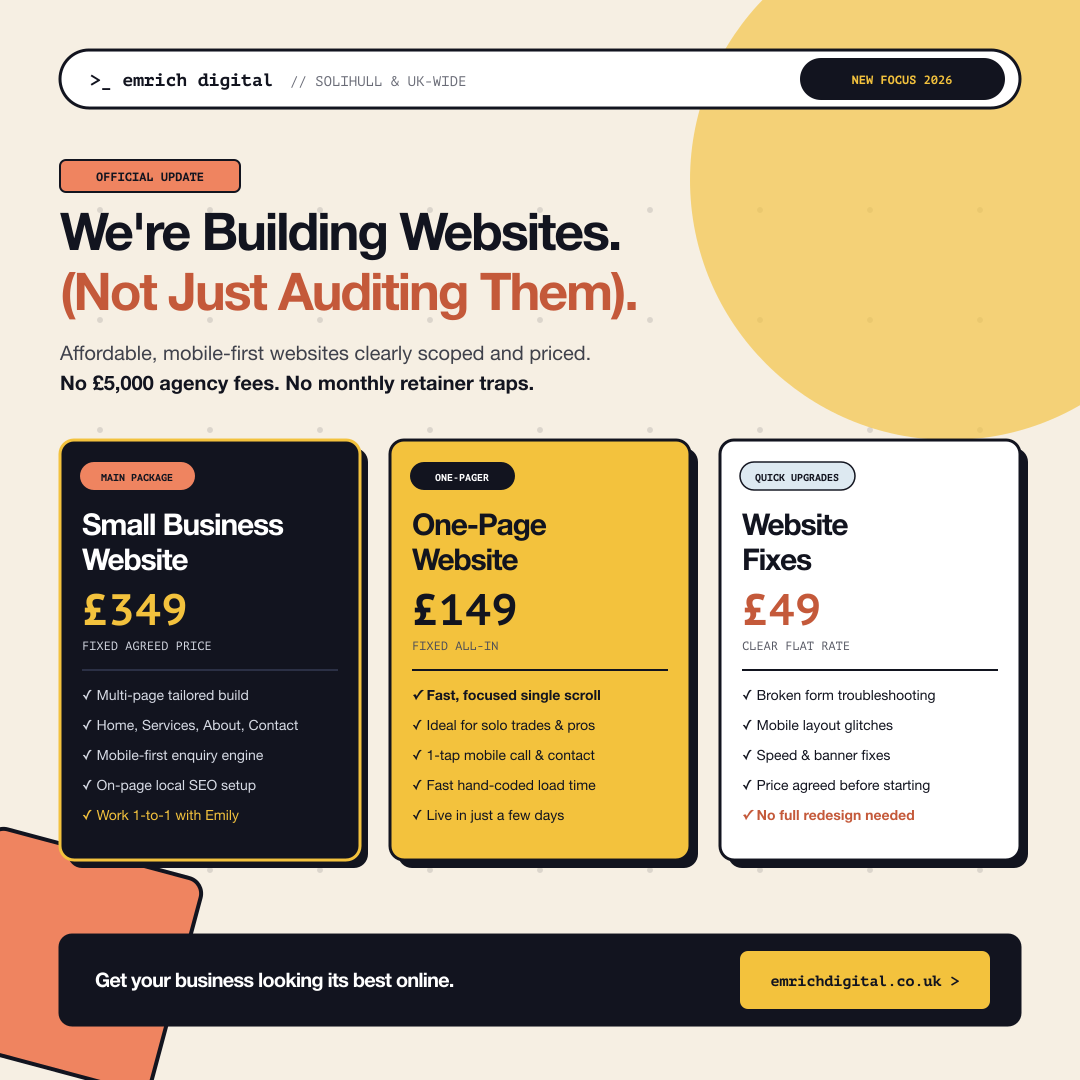 >_ emrich digital // SOLIHULL & UK-WIDE
NEW FOCUS 2026
OFFICIAL UPDATE
We're Building Websites.
(Not Just Auditing Them).
Affordable, mobile-first websites clearly scoped and priced.
No £5,000 agency fees. No monthly retainer traps.
MAIN PACKAGE
Small Business
Website
£349
FIXED AGREED PRICE
✓ Multi-page tailored build
✓ Home, Services, About, Contact
✓ Mobile-first enquiry engine
✓ On-page local SEO setup
✓ Work 1-to-1 with Emily
ONE-PAGER
One-Page
Website
£149
FIXED ALL-IN
✓ Fast, focused single scroll
✓ Ideal for solo trades & pros
✓ 1-tap mobile call & contact
✓ Fast hand-coded load time
✓ Live in just a few days
QUICK UPGRADES
Website
Fixes
£49
CLEAR FLAT RATE
✓ Broken form troubleshooting
✓ Mobile layout glitches
✓ Speed & banner fixes
✓ Price agreed before starting
✓ No full redesign needed
Get your business looking its best online.
emrichdigital.co.uk >